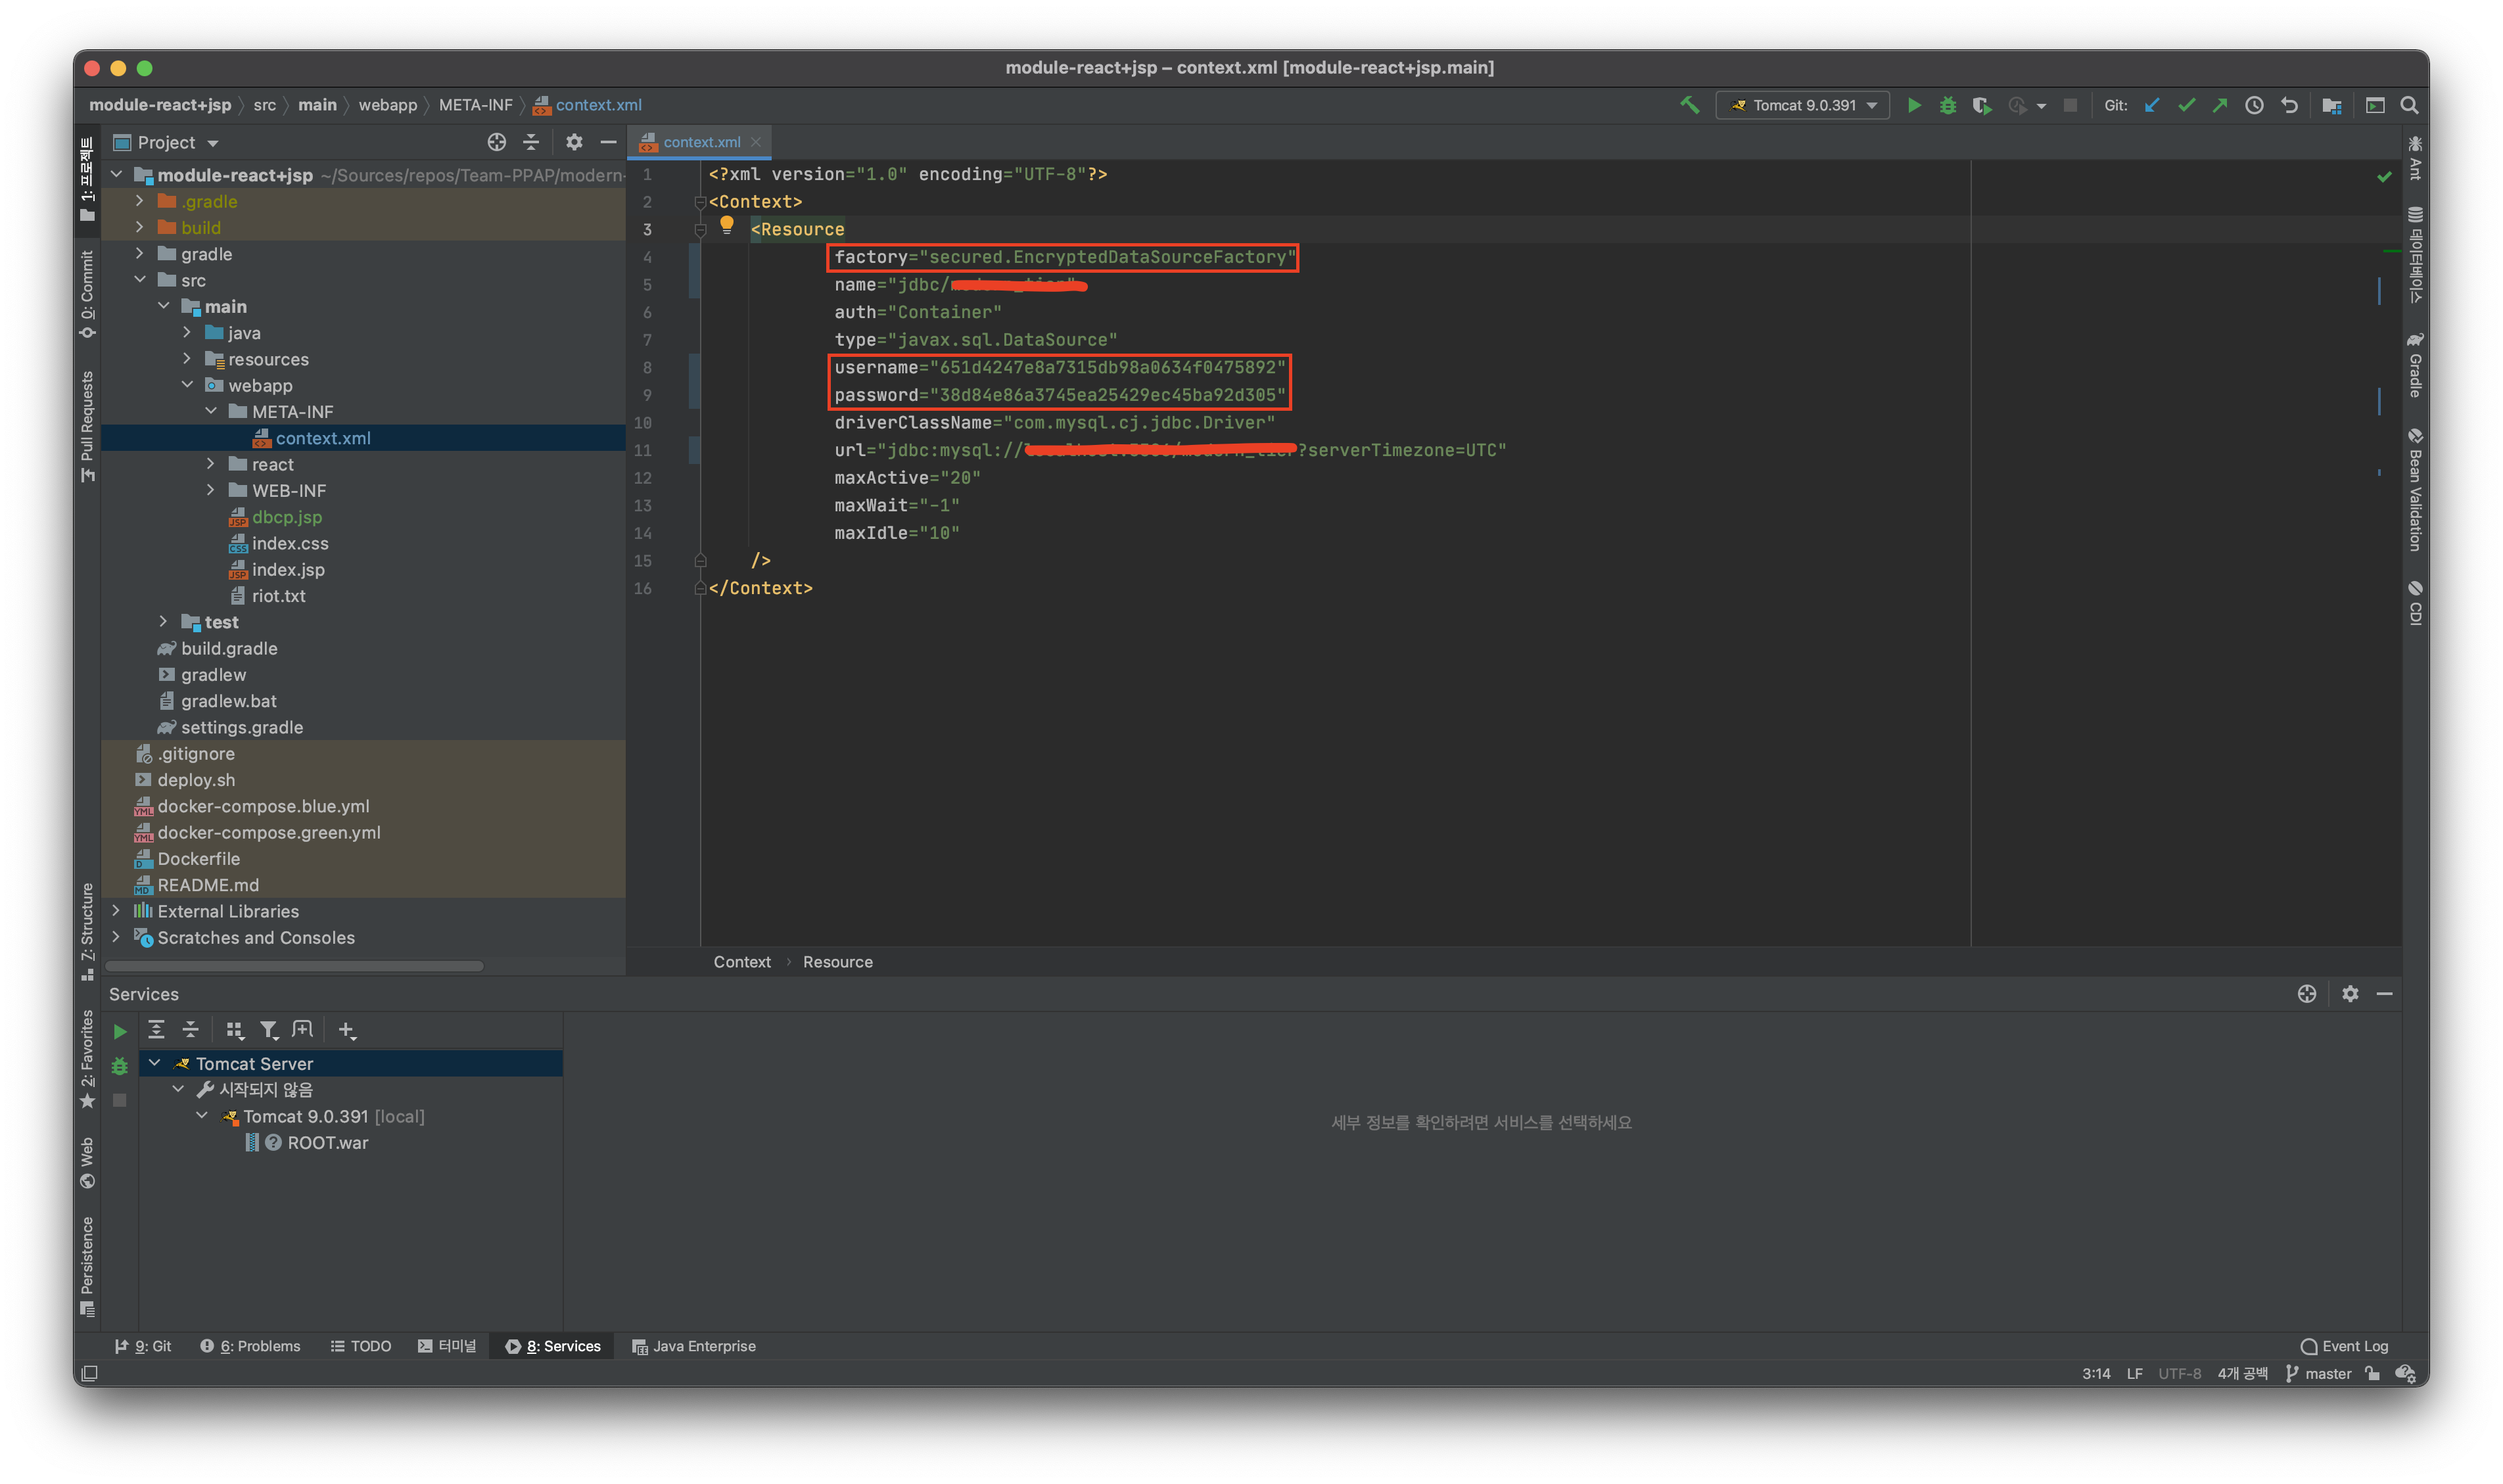 module-react+jsp – context.xml [module-react+jsp.main]
module-react+jsp 〉 src 〉 main 〉 webapp 〉 META-INF 〉 context.xml
Tomcat 9.0.391
Git:
Project
context.xml
module-react+jsp ~/Sources/repos/Team-PPAP/modern-
.gradle
build
gradle
src
main
java
resources
webapp
META-INF
context.xml
react
WEB-INF
dbcp.jsp
index.css
index.jsp
riot.txt
test
build.gradle
gradlew
gradlew.bat
settings.gradle
.gitignore
deploy.sh
docker-compose.blue.yml
docker-compose.green.yml
Dockerfile
README.md
External Libraries
Scratches and Consoles
1: 프로젝트
0: Commit
Pull Requests
7: Structure
2: Favorites
Web
Persistence
1 <?xml version="1.0" encoding="UTF-8"?>
2 <Context>
3 <Resource
4 factory="secured.EncryptedDataSourceFactory"
5 name="jdbc/
6 auth="Container"
7 type="javax.sql.DataSource"
8 username="651d4247e8a7315db98a0634f0475892"
9 password="38d84e86a3745ea25429ec45ba92d305"
10 driverClassName="com.mysql.cj.jdbc.Driver"
11 url="jdbc:mysql:// ?serverTimezone=UTC"
12 maxActive="20"
13 maxWait="-1"
14 maxIdle="10"
15 />
16 </Context>
Context › Resource
Ant
데이터베이스
Gradle
Bean Validation
CDI
Services
Tomcat Server
시작되지 않음
Tomcat 9.0.391 [local]
ROOT.war
세부 정보를 확인하려면 서비스를 선택하세요
9: Git 6: Problems TODO 터미널 8: Services Java Enterprise Event Log
3:14 LF UTF-8 4개 공백 master